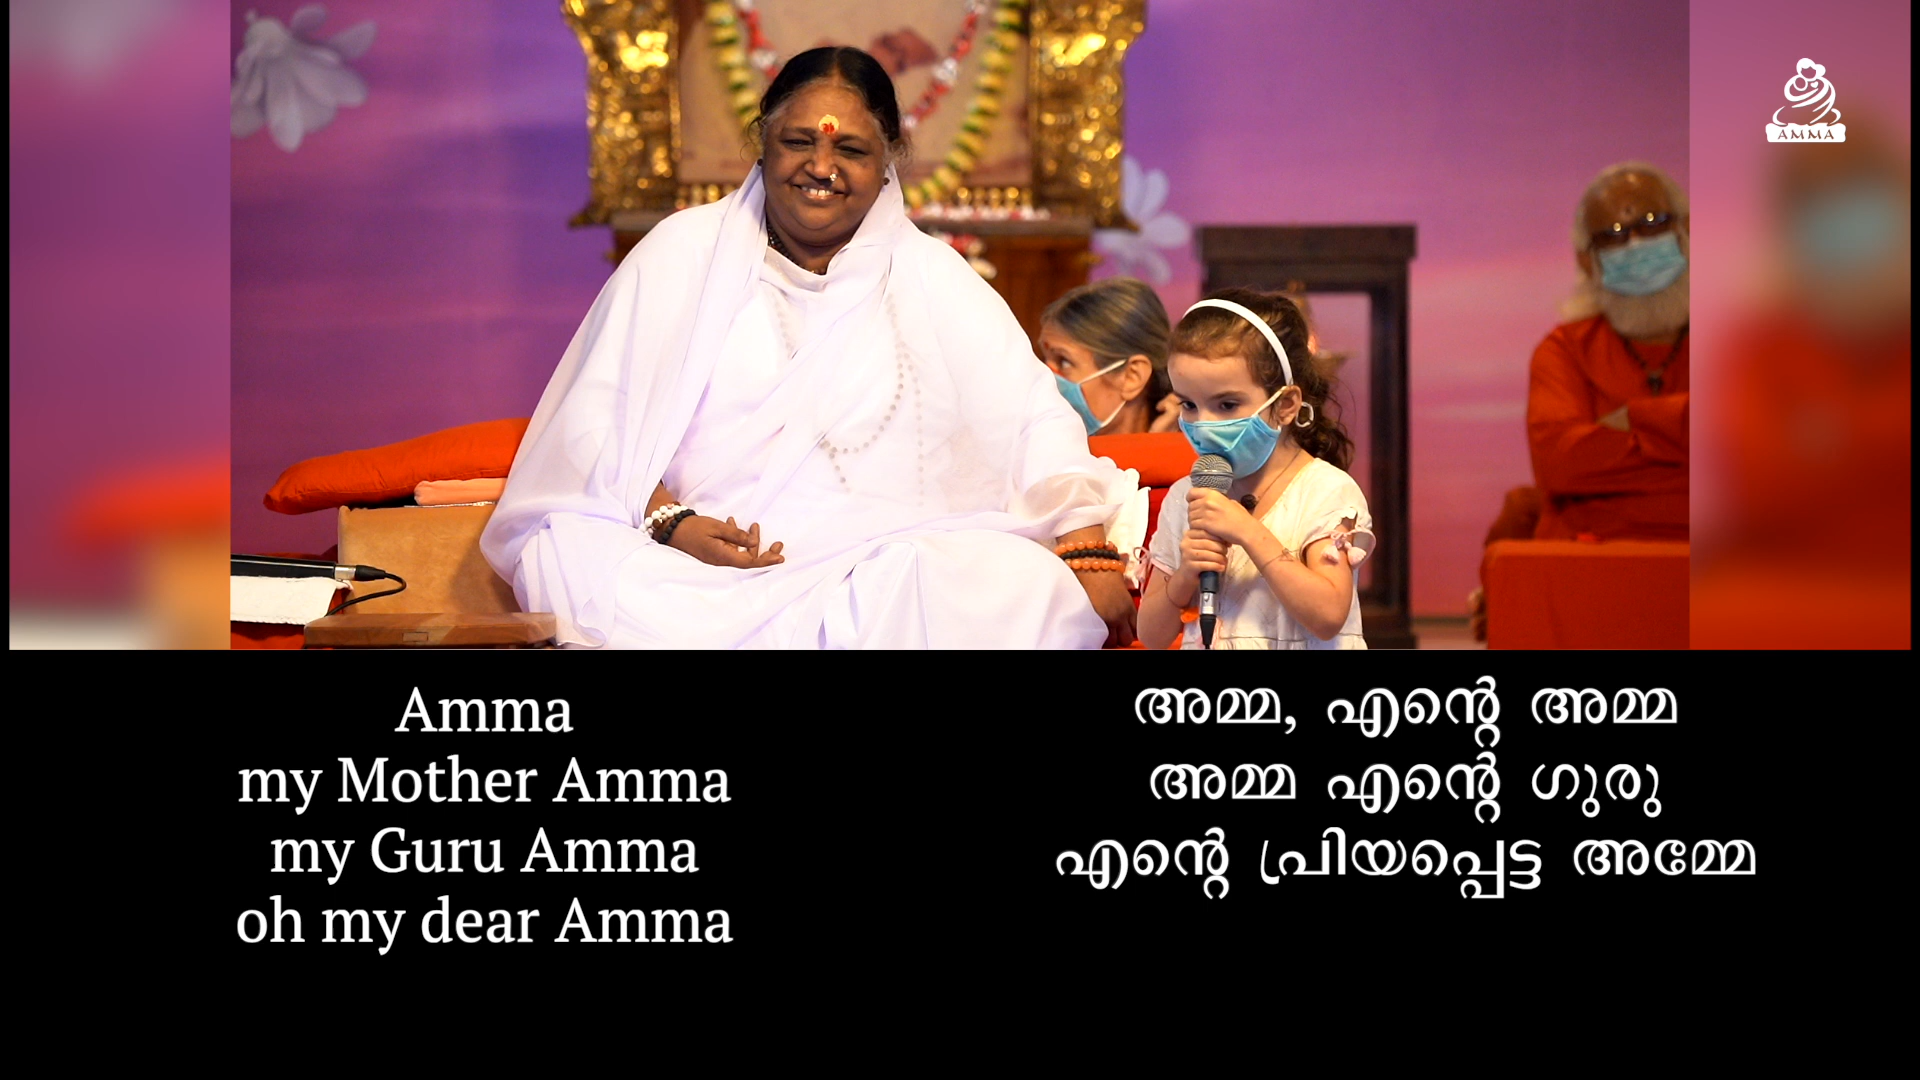 AMMA
Amma
my Mother Amma
my Guru Amma
oh my dear Amma
അമ്മ, എന്റെ അമ്മ
അമ്മ എന്റെ ഗുരു
എന്റെ പ്രിയപ്പെട്ട അമ്മേ